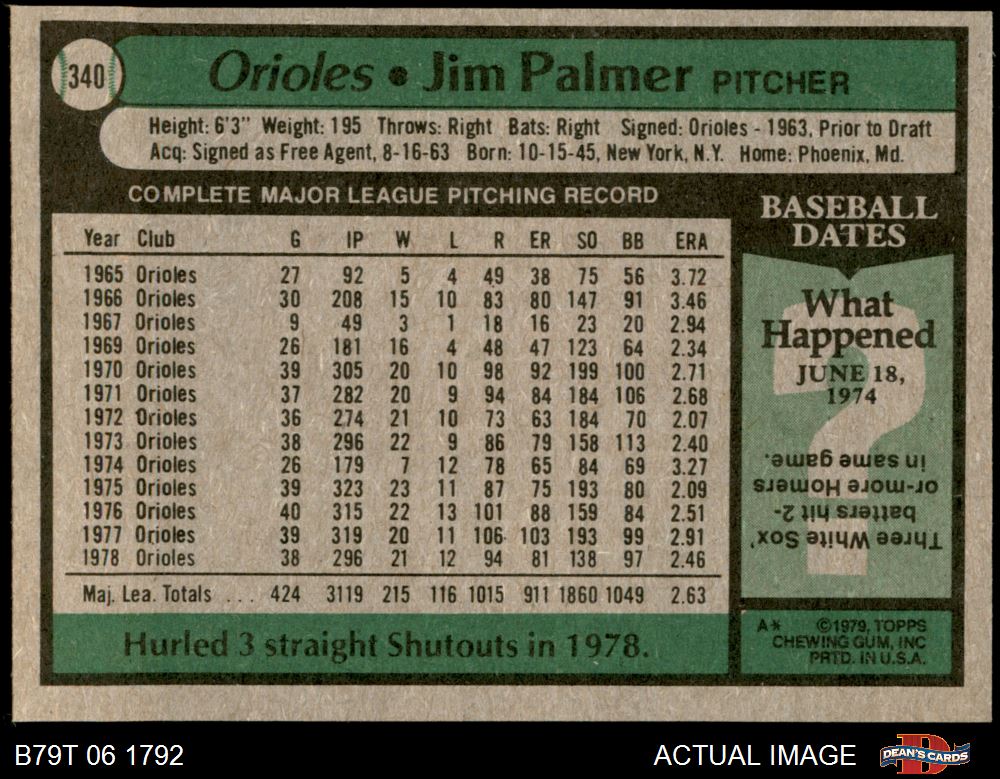 340
Orioles • Jim Palmer PITCHER
Height: 6'3" Weight: 195 Throws: Right Bats: Right Signed: Orioles - 1963, Prior to Draft
Acq: Signed as Free Agent, 8-16-63 Born: 10-15-45, New York, N.Y. Home: Phoenix, Md.
COMPLETE MAJOR LEAGUE PITCHING RECORD
Year Club G IP W L R ER SO BB ERA
1965 Orioles 27 92 5 4 49 38 75 56 3.72
1966 Orioles 30 208 15 10 83 80 147 91 3.46
1967 Orioles 9 49 3 1 18 16 23 20 2.94
1969 Orioles 26 181 16 4 48 47 123 64 2.34
1970 Orioles 39 305 20 10 98 92 199 100 2.71
1971 Orioles 37 282 20 9 94 84 184 106 2.68
1972 Orioles 36 274 21 10 73 63 184 70 2.07
1973 Orioles 38 296 22 9 86 79 158 113 2.40
1974 Orioles 26 179 7 12 78 65 84 69 3.27
1975 Orioles 39 323 23 11 87 75 193 80 2.09
1976 Orioles 40 315 22 13 101 88 159 84 2.51
1977 Orioles 39 319 20 11 106 103 193 99 2.91
1978 Orioles 38 296 21 12 94 81 138 97 2.46
Maj. Lea. Totals ... 424 3119 215 116 1015 911 1860 1049 2.63
Hurled 3 straight Shutouts in 1978.
BASEBALL
DATES
What
Happened
JUNE 18,
1974
Three White Sox'
batters hit 2-
or-more Homers
in same game.
A* ©1979, TOPPS
CHEWING GUM, INC
PRTD. IN U.S.A.
B79T 06 1792
ACTUAL IMAGE
DEAN'S CARDS